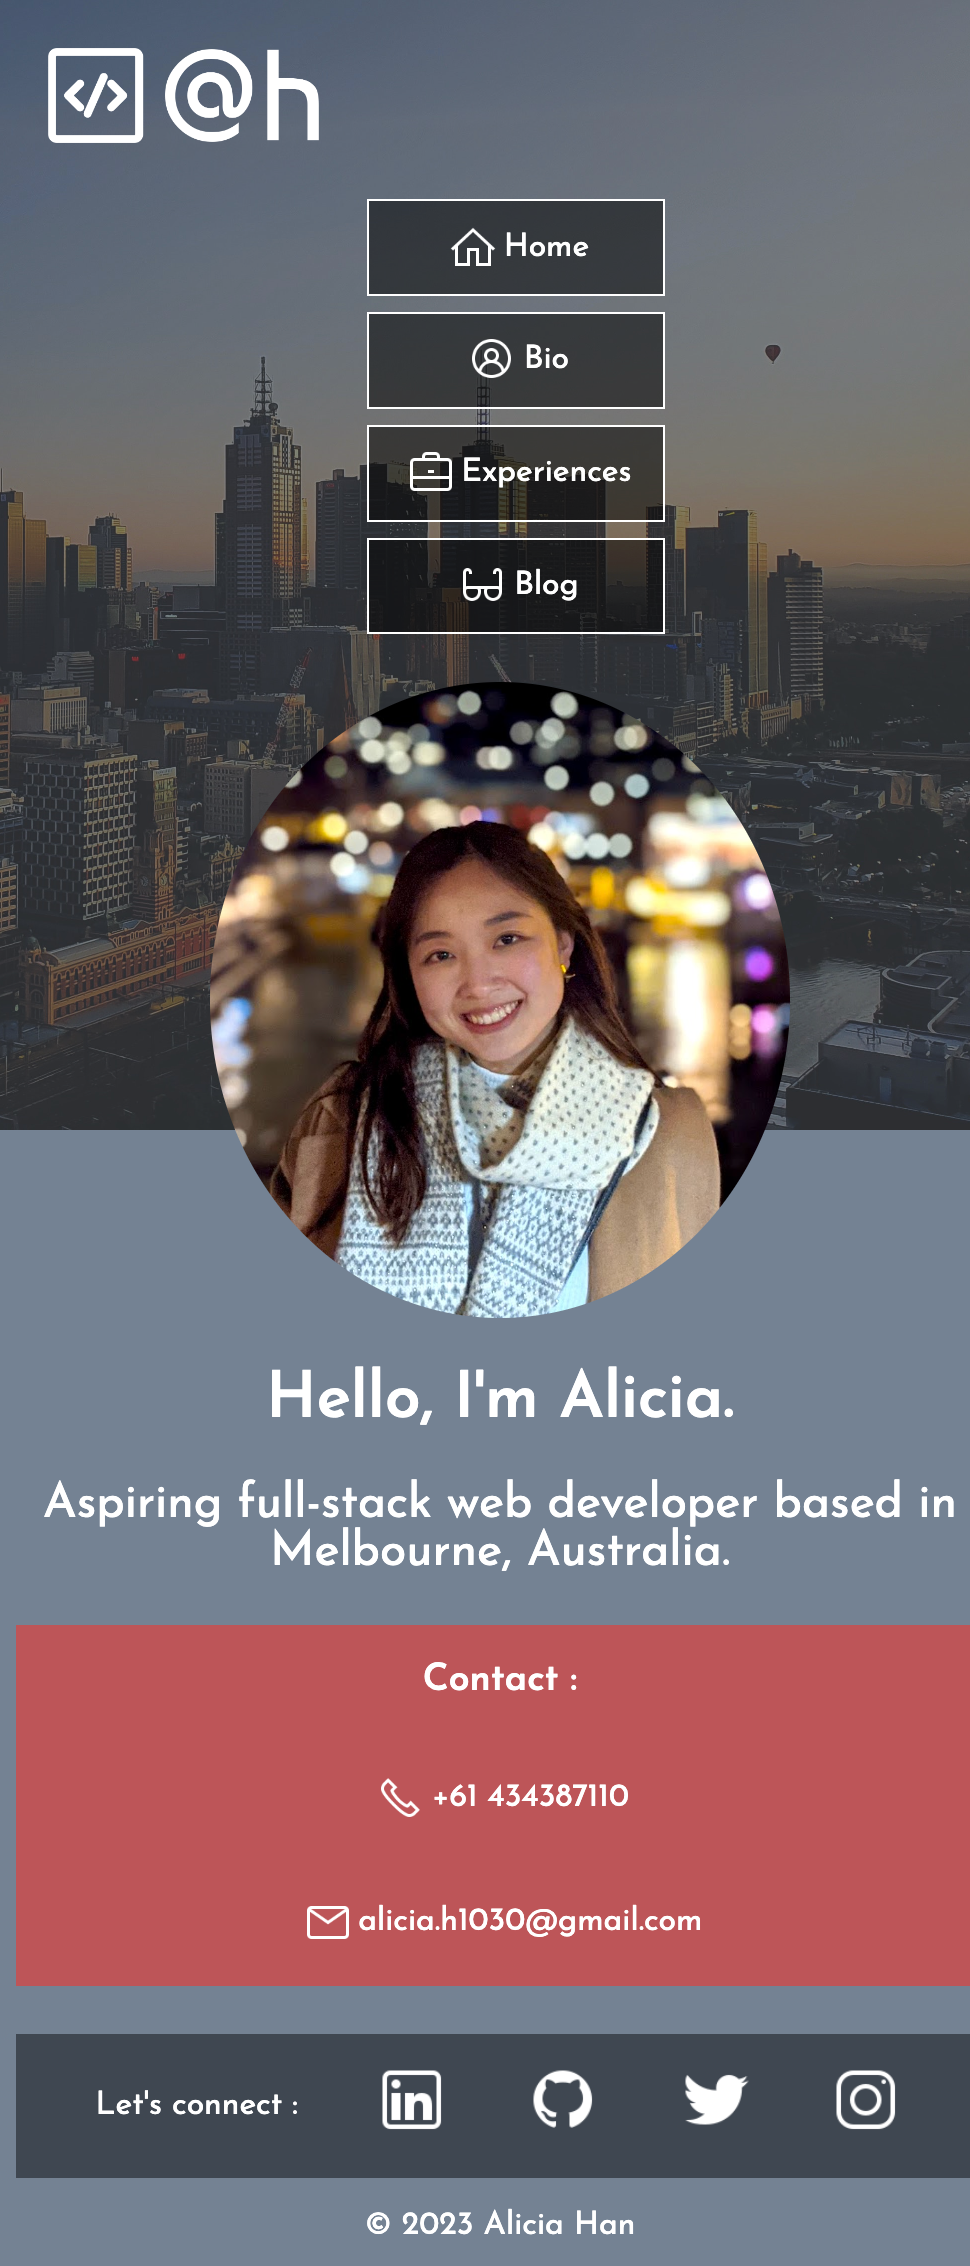 </> @h
Home
Bio
Experiences
Blog
Hello, I'm Alicia.
Aspiring full-stack web developer based in
Melbourne, Australia.
Contact :
+61 434387110
alicia.h1030@gmail.com
Let's connect : in
© 2023 Alicia Han